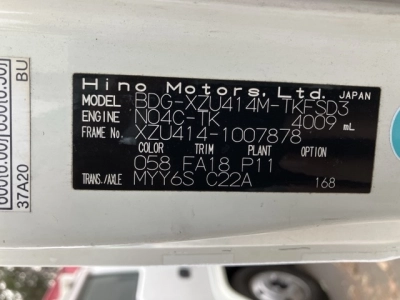 Hino Motors, Ltd. JAPAN
MODEL BDG-XZU414M-TKFSD3
ENGINE N04C-TK 4009 mL
FRAME NO. XZU414-1007878
COLOR TRIM PLANT OPTION
058 FA18 P11
TRANS./AXLE MYY6S C22A 168
BU
37A20